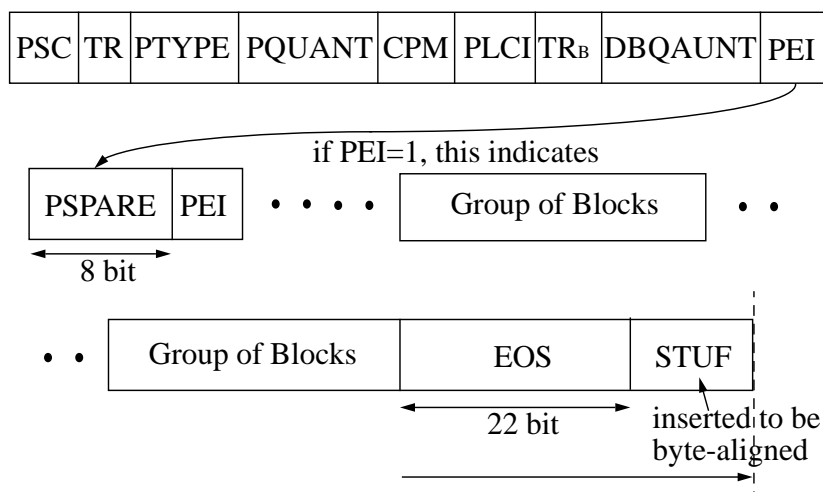 PSC TR PTYPE PQUANT CPM PLCI TRB DBQAUNT PEI
if PEI=1, this indicates
PSPARE PEI Group of Blocks
8 bit
Group of Blocks EOS STUF
22 bit
inserted to be
byte-aligned